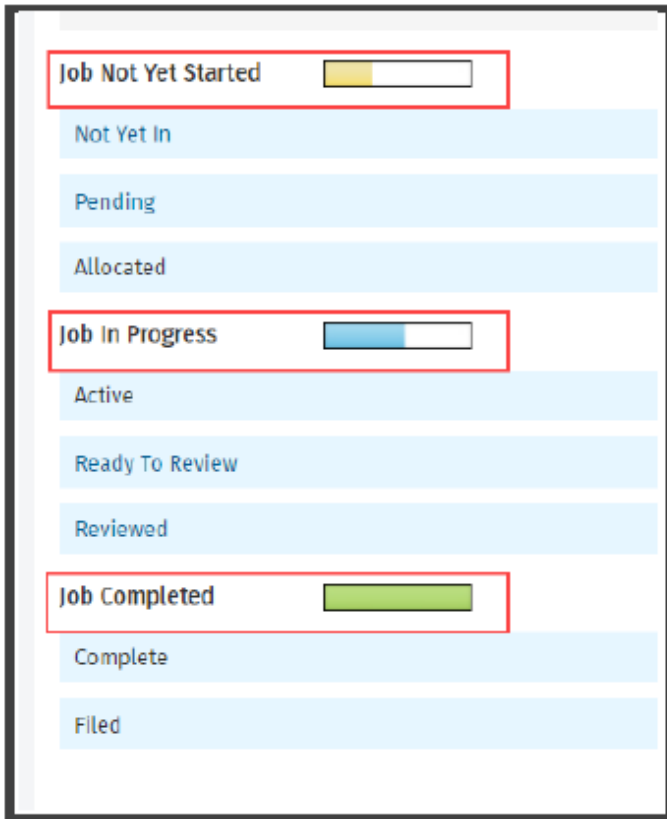 Job Not Yet Started
Not Yet In
Pending
Allocated
Job In Progress
Active
Ready To Review
Reviewed
Job Completed
Complete
Filed